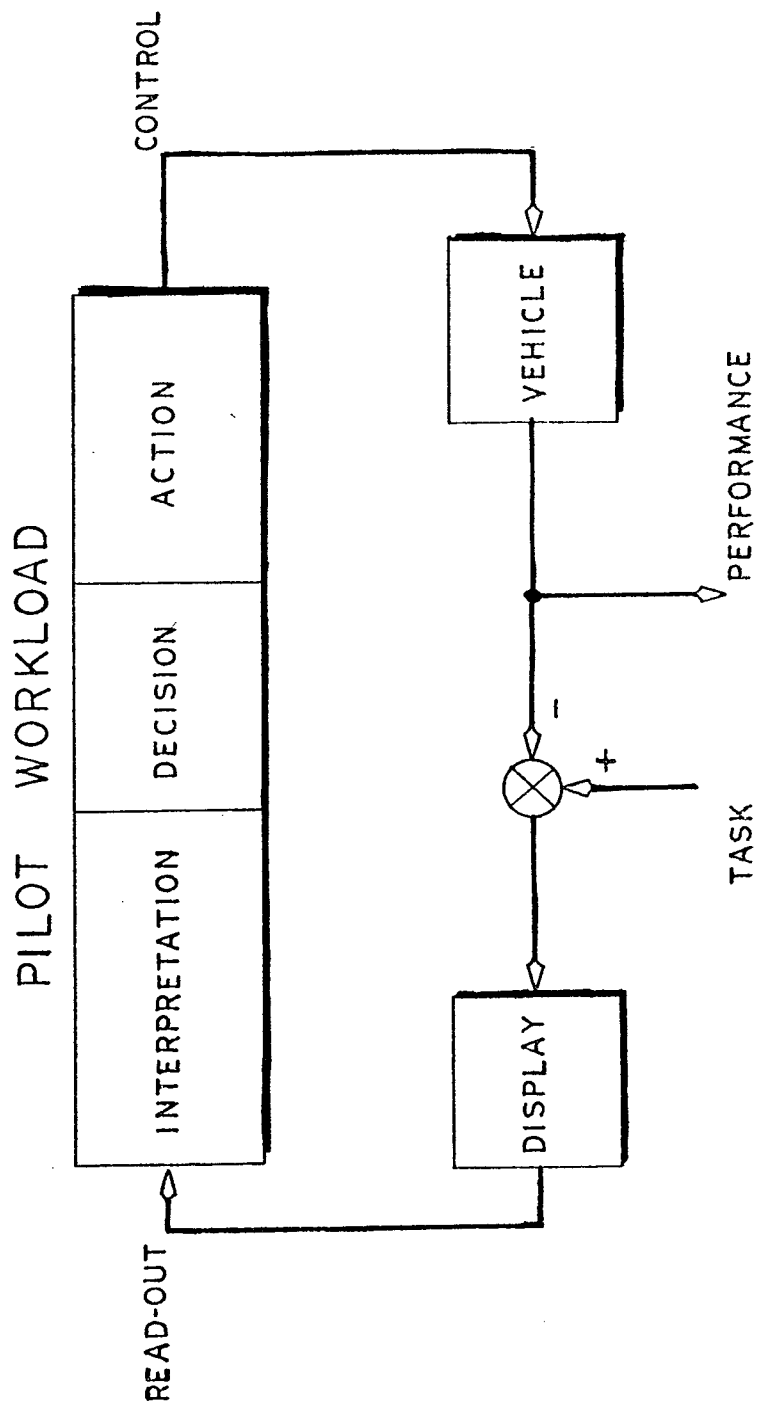 PILOT WORKLOAD
READ-OUT
INTERPRETATION
DECISION
ACTION
CONTROL
DISPLAY
VEHICLE
−
+
TASK
PERFORMANCE